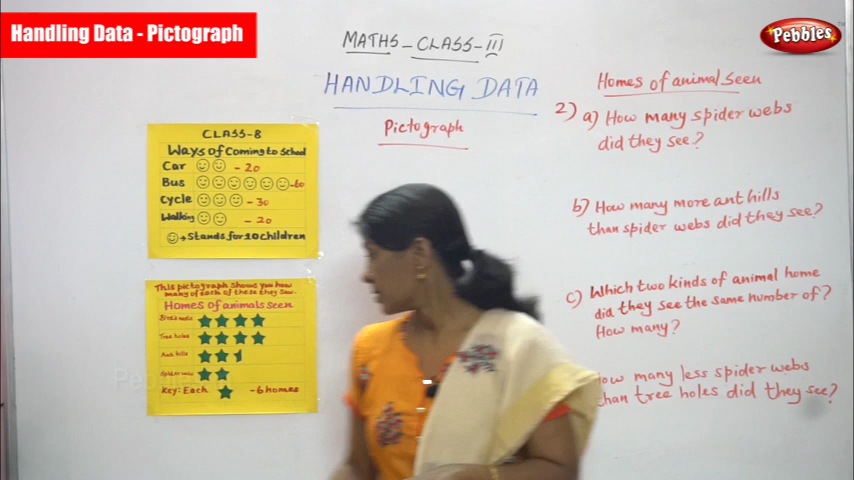 Handling Data - Pictograph
Pebbles
MATHS - CLASS - III
HANDLING DATA
Pictograph
CLASS-B
Ways of Coming to School
Car - 20
Bus - 60
Cycle - 30
Walking - 20
→ Stands for 10 children
This pictograph shows you how
many of each of these they saw.
Homes of animals seen
Bird nests
Tree holes
Ant hills
Spider webs
Key: Each - 6 homes
Pebbles
Homes of animal seen
2) a) How many spider webs
did they see?
b) How many more ant hills
than spider webs did they see?
c) Which two kinds of animal home
did they see the same number of?
How many?
How many less spider webs
than tree holes did they see?